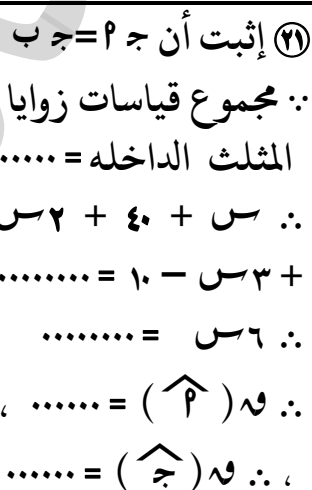 ٢١ إثبت أن جـ أ = جـ ب
∵ مجموع قياسات زوايا
المثلث الداخله = .....
∴ س + ٤٠ + ٢س
+ ٣س − ١٠ = .........
∴ ٦س = ........
∴ ق ( أ̂ ) = ...... ،
، ∴ ق ( جـ̂ ) = ......